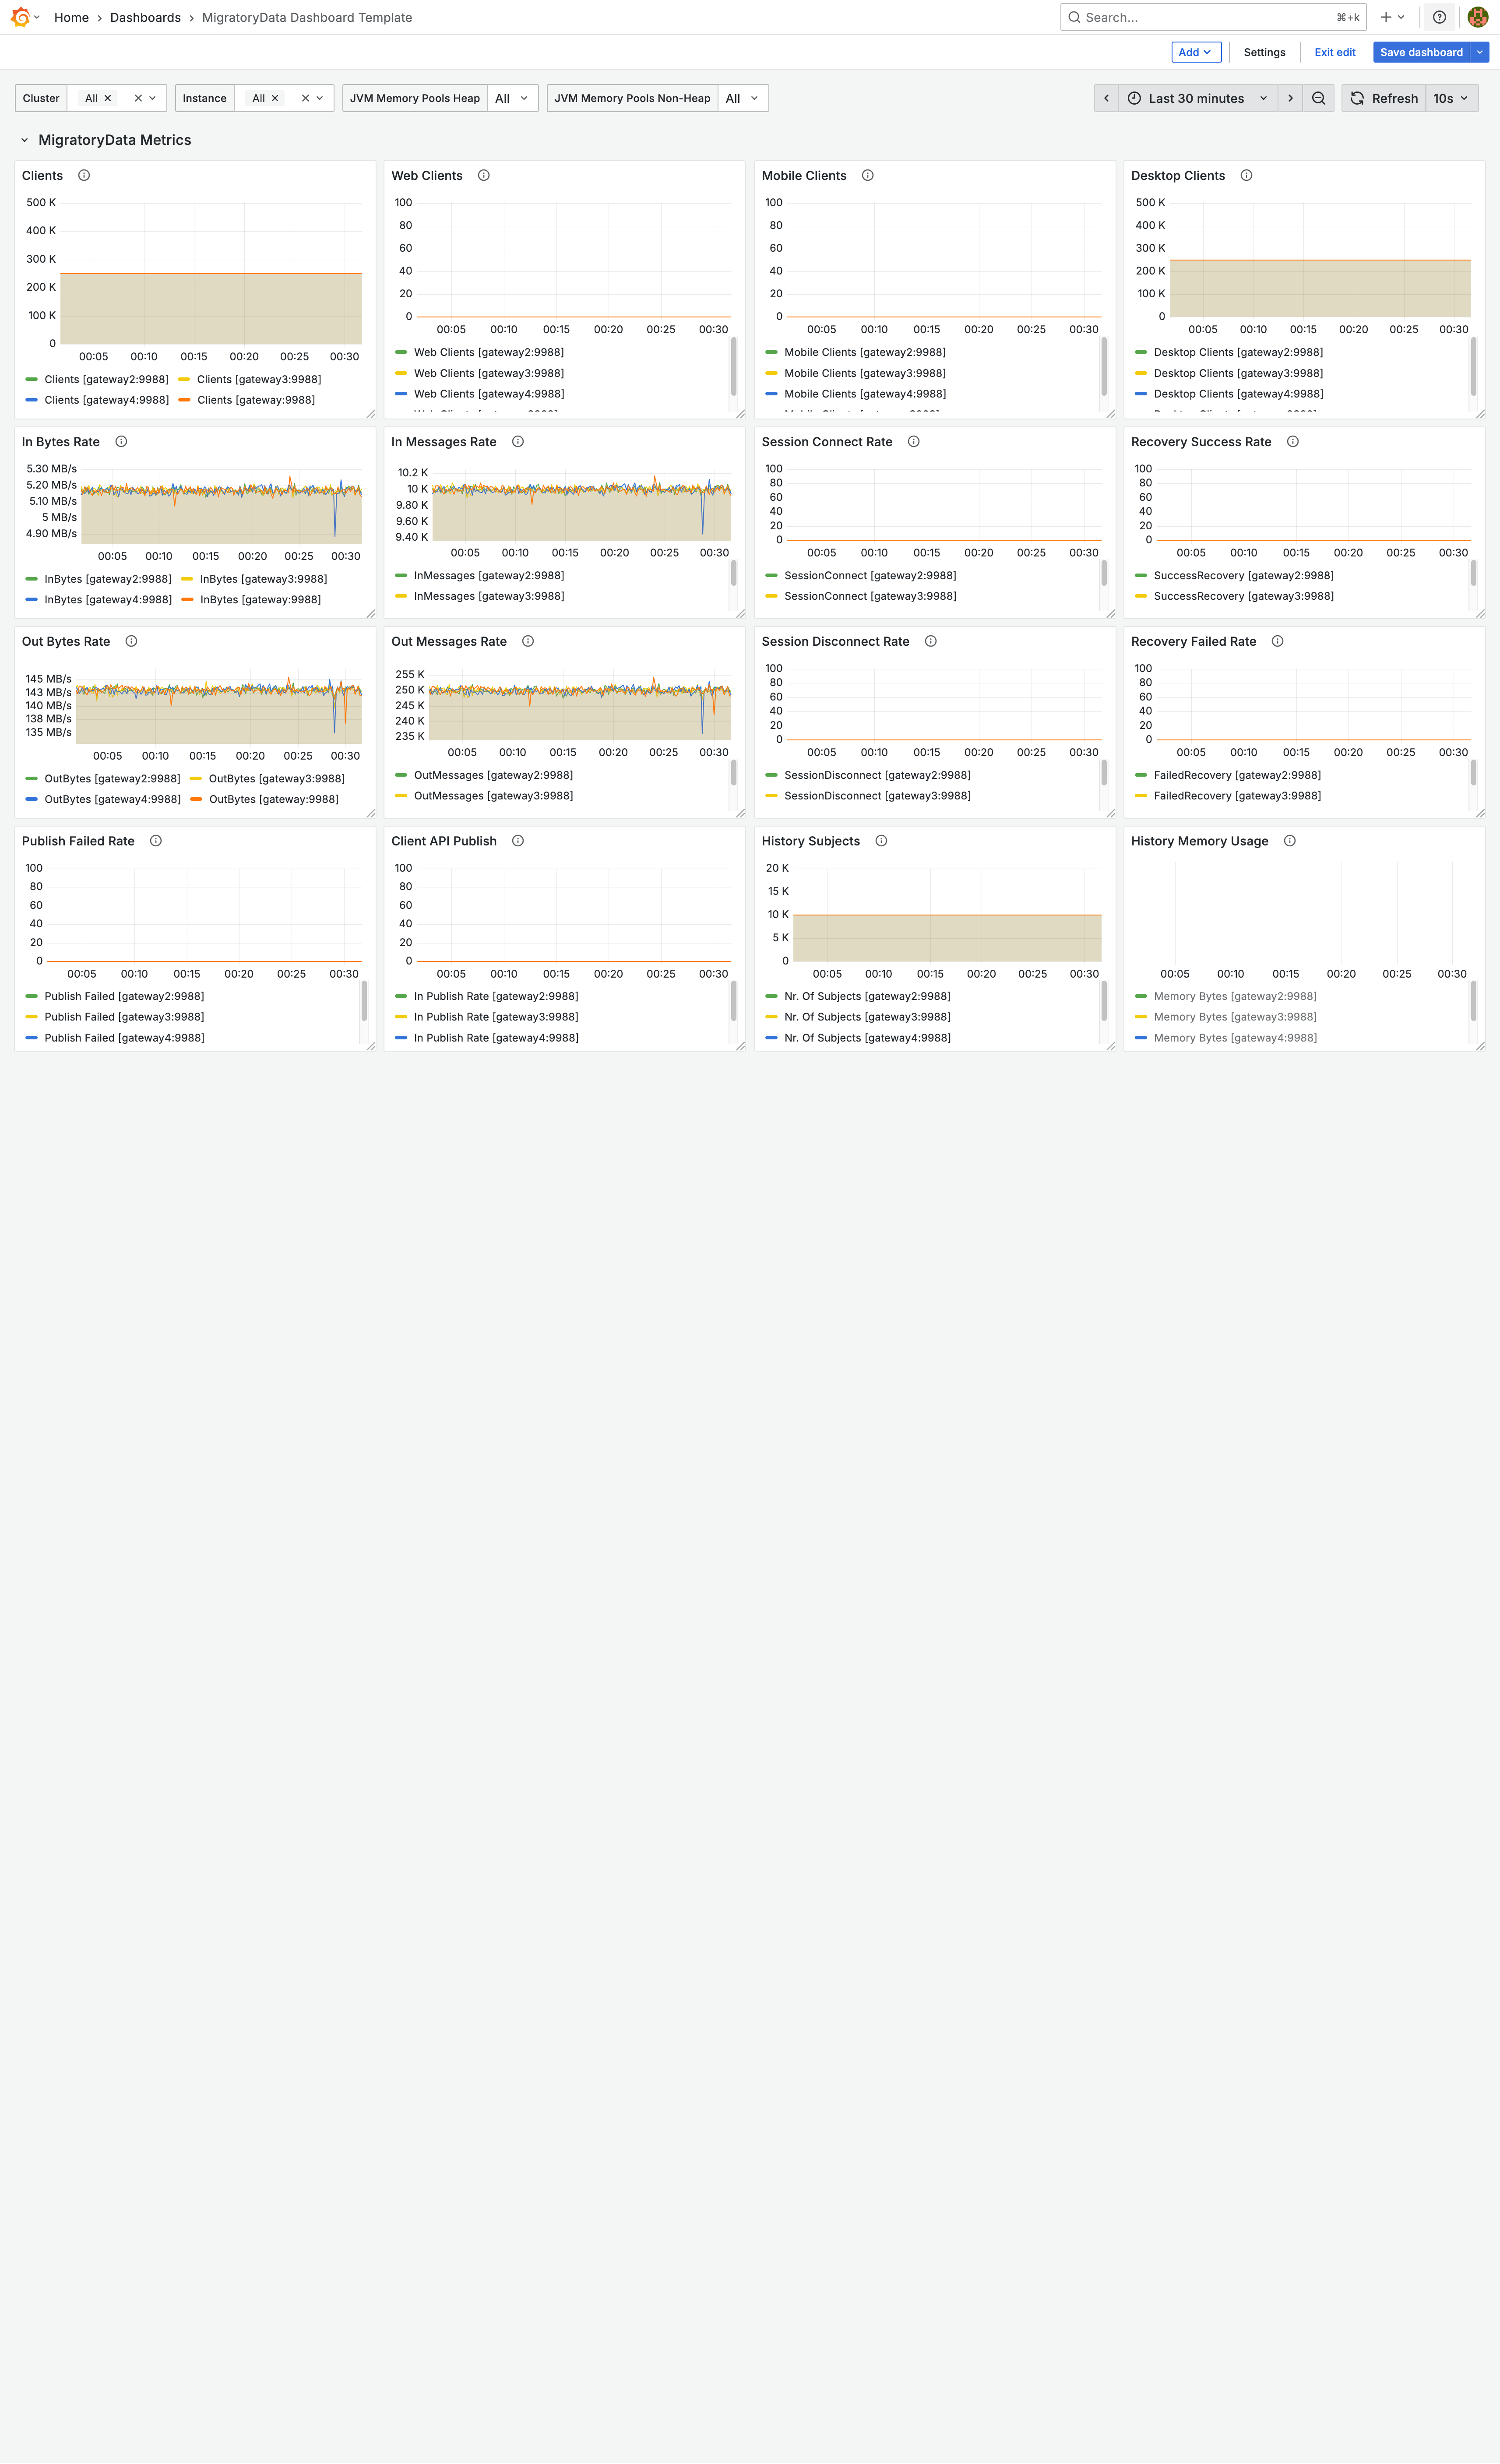 Home > Dashboards > MigratoryData Dashboard Template
Search... ⌘+k
Add Settings Exit edit Save dashboard
Cluster All Instance All JVM Memory Pools Heap All JVM Memory Pools Non-Heap All Last 30 minutes Refresh 10s
MigratoryData Metrics
Clients
500 K
400 K
300 K
200 K
100 K
0
00:05 00:10 00:15 00:20 00:25 00:30
Clients [gateway2:9988] Clients [gateway3:9988]
Clients [gateway4:9988] Clients [gateway:9988]
Web Clients
100
80
60
40
20
0
00:05 00:10 00:15 00:20 00:25 00:30
Web Clients [gateway2:9988]
Web Clients [gateway3:9988]
Web Clients [gateway4:9988]
Mobile Clients
100
80
60
40
20
0
00:05 00:10 00:15 00:20 00:25 00:30
Mobile Clients [gateway2:9988]
Mobile Clients [gateway3:9988]
Mobile Clients [gateway4:9988]
Desktop Clients
500 K
400 K
300 K
200 K
100 K
0
00:05 00:10 00:15 00:20 00:25 00:30
Desktop Clients [gateway2:9988]
Desktop Clients [gateway3:9988]
Desktop Clients [gateway4:9988]
In Bytes Rate
5.30 MB/s
5.20 MB/s
5.10 MB/s
5 MB/s
4.90 MB/s
00:05 00:10 00:15 00:20 00:25 00:30
InBytes [gateway2:9988] InBytes [gateway3:9988]
InBytes [gateway4:9988] InBytes [gateway:9988]
In Messages Rate
10.2 K
10 K
9.80 K
9.60 K
9.40 K
00:05 00:10 00:15 00:20 00:25 00:30
InMessages [gateway2:9988]
InMessages [gateway3:9988]
Session Connect Rate
100
80
60
40
20
0
00:05 00:10 00:15 00:20 00:25 00:30
SessionConnect [gateway2:9988]
SessionConnect [gateway3:9988]
Recovery Success Rate
100
80
60
40
20
0
00:05 00:10 00:15 00:20 00:25 00:30
SuccessRecovery [gateway2:9988]
SuccessRecovery [gateway3:9988]
Out Bytes Rate
145 MB/s
143 MB/s
140 MB/s
138 MB/s
135 MB/s
00:05 00:10 00:15 00:20 00:25 00:30
OutBytes [gateway2:9988] OutBytes [gateway3:9988]
OutBytes [gateway4:9988] OutBytes [gateway:9988]
Out Messages Rate
255 K
250 K
245 K
240 K
235 K
00:05 00:10 00:15 00:20 00:25 00:30
OutMessages [gateway2:9988]
OutMessages [gateway3:9988]
Session Disconnect Rate
100
80
60
40
20
0
00:05 00:10 00:15 00:20 00:25 00:30
SessionDisconnect [gateway2:9988]
SessionDisconnect [gateway3:9988]
Recovery Failed Rate
100
80
60
40
20
0
00:05 00:10 00:15 00:20 00:25 00:30
FailedRecovery [gateway2:9988]
FailedRecovery [gateway3:9988]
Publish Failed Rate
100
80
60
40
20
0
00:05 00:10 00:15 00:20 00:25 00:30
Publish Failed [gateway2:9988]
Publish Failed [gateway3:9988]
Publish Failed [gateway4:9988]
Client API Publish
100
80
60
40
20
0
00:05 00:10 00:15 00:20 00:25 00:30
In Publish Rate [gateway2:9988]
In Publish Rate [gateway3:9988]
In Publish Rate [gateway4:9988]
History Subjects
20 K
15 K
10 K
5 K
0
00:05 00:10 00:15 00:20 00:25 00:30
Nr. Of Subjects [gateway2:9988]
Nr. Of Subjects [gateway3:9988]
Nr. Of Subjects [gateway4:9988]
History Memory Usage
00:05 00:10 00:15 00:20 00:25 00:30
Memory Bytes [gateway2:9988]
Memory Bytes [gateway3:9988]
Memory Bytes [gateway4:9988]